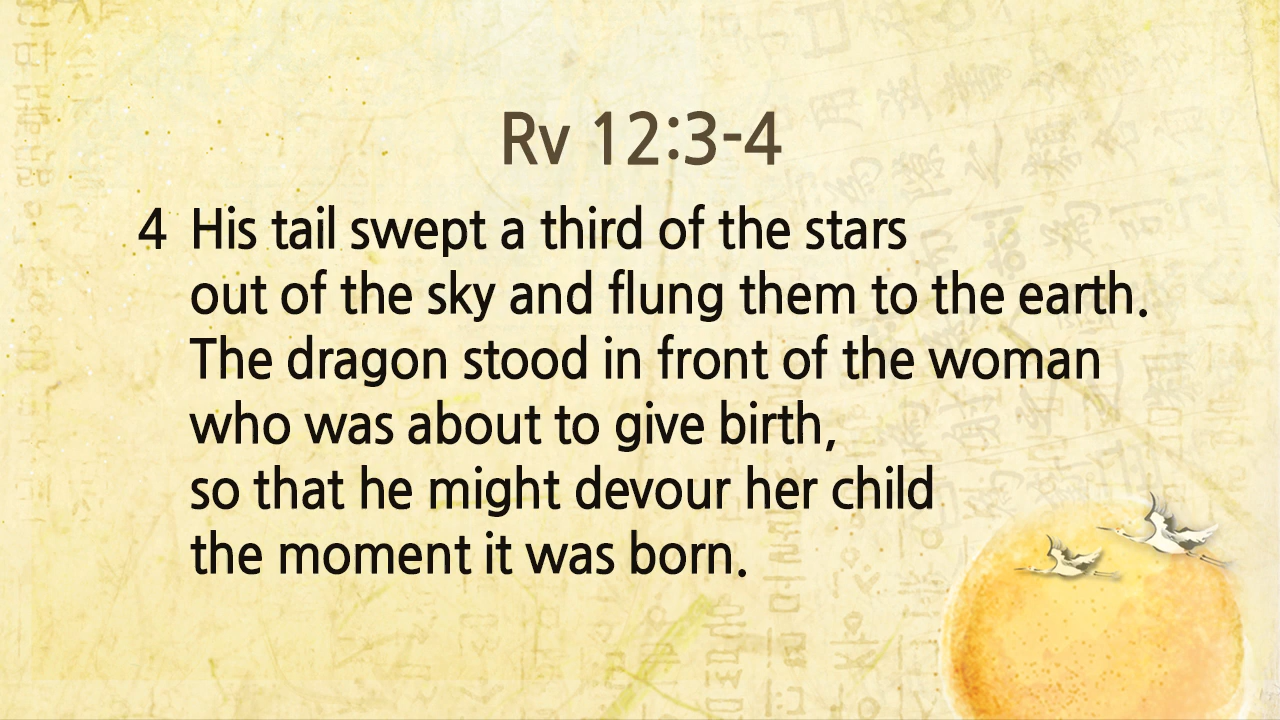 Rv 12:3-4
4 His tail swept a third of the stars
out of the sky and flung them to the earth.
The dragon stood in front of the woman
who was about to give birth,
so that he might devour her child
the moment it was born.